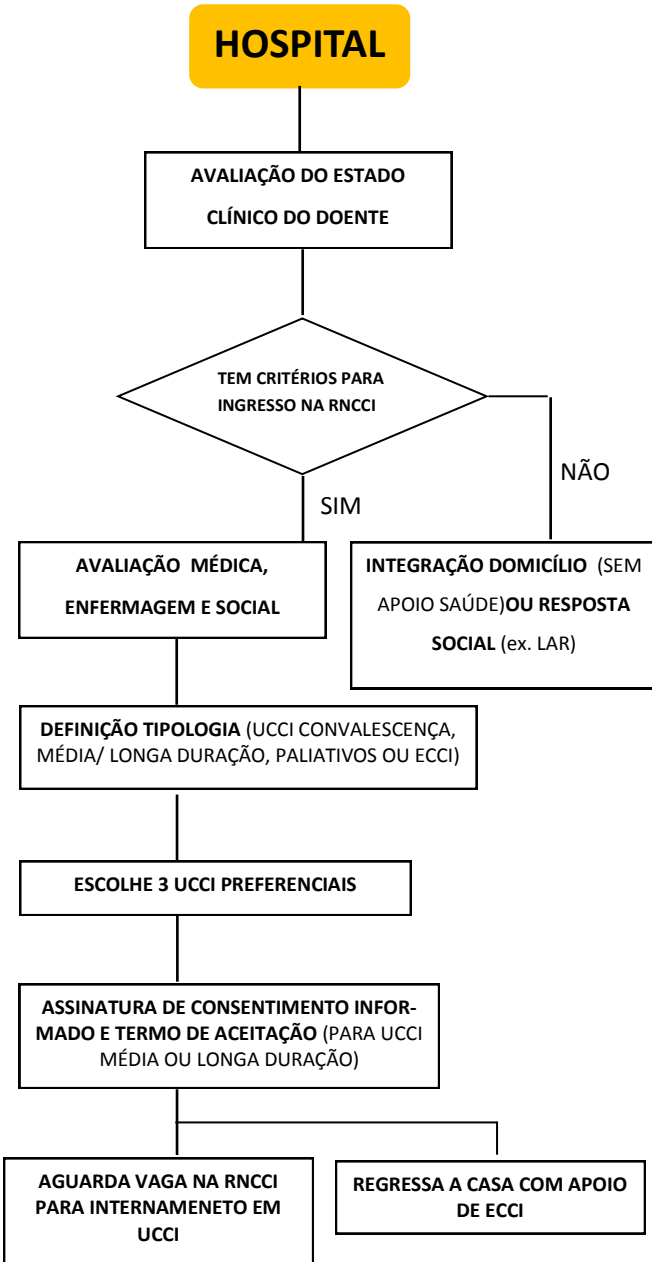 HOSPITAL
AVALIAÇÃO DO ESTADO
CLÍNICO DO DOENTE
TEM CRITÉRIOS PARA
INGRESSO NA RNCCI
NÃO
SIM
AVALIAÇÃO MÉDICA,
ENFERMAGEM E SOCIAL
INTEGRAÇÃO DOMICÍLIO (SEM
APOIO SAÚDE)OU RESPOSTA
SOCIAL (ex. LAR)
DEFINIÇÃO TIPOLOGIA (UCCI CONVALESCENÇA,
MÉDIA/ LONGA DURAÇÃO, PALIATIVOS OU ECCI)
ESCOLHE 3 UCCI PREFERENCIAIS
ASSINATURA DE CONSENTIMENTO INFOR-
MADO E TERMO DE ACEITAÇÃO (PARA UCCI
MÉDIA OU LONGA DURAÇÃO)
AGUARDA VAGA NA RNCCI
PARA INTERNAMENETO EM
UCCI
REGRESSA A CASA COM APOIO
DE ECCI